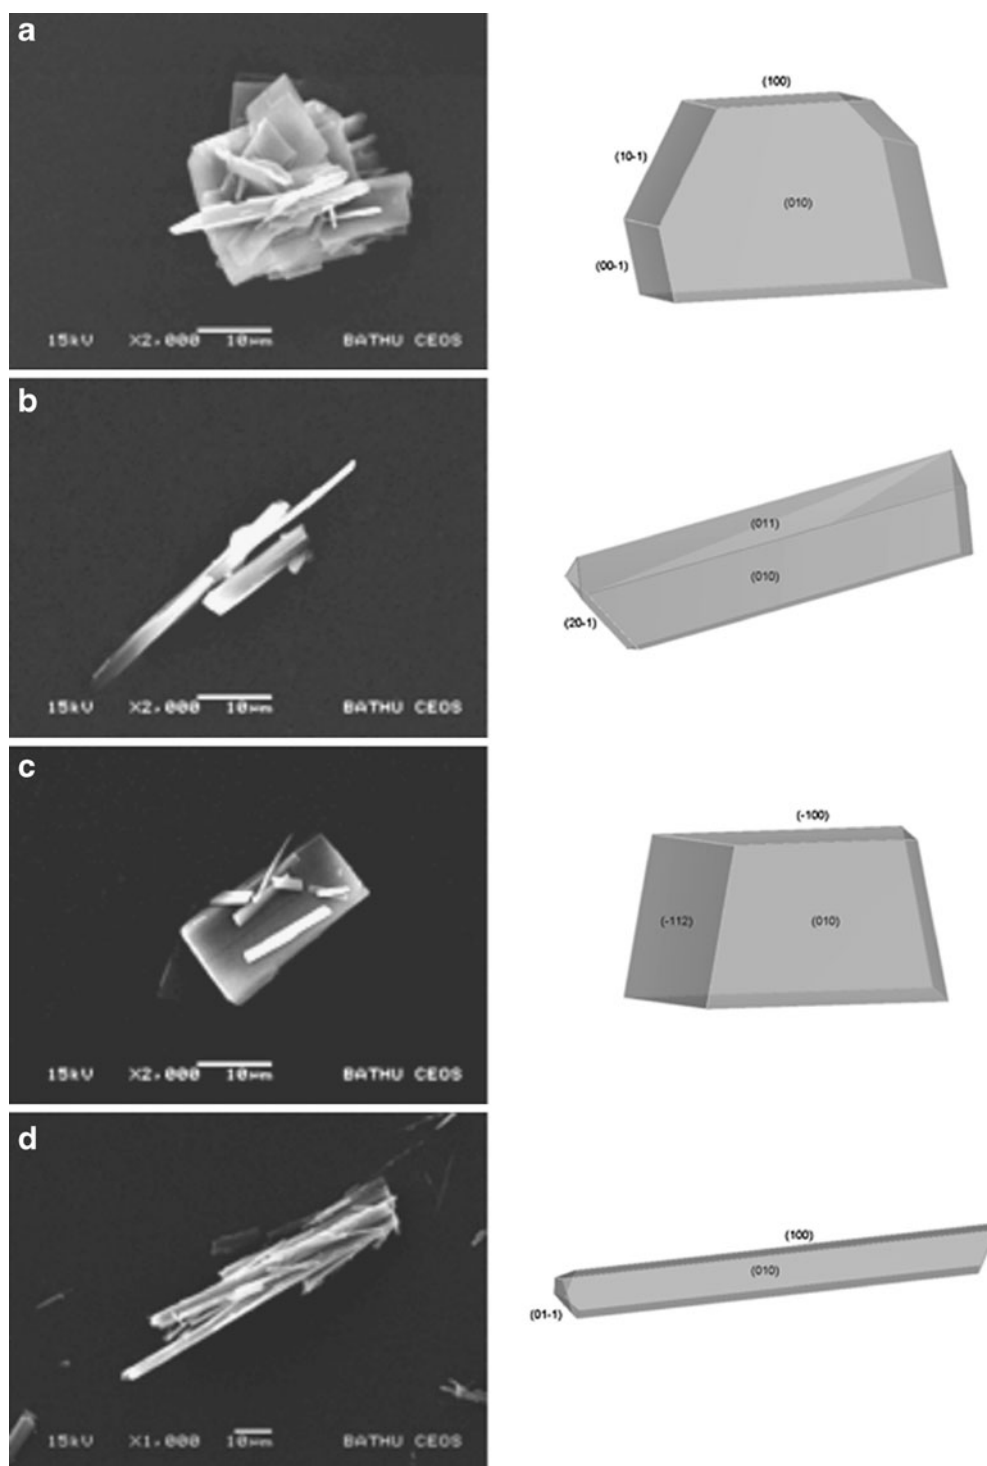 a
(100)
(10-1)
(010)
(00-1)
15kV X2,000 10µm BATHU CEOS
b
(011)
(010)
(20-1)
15kV X2,000 10µm BATHU CEOS
c
(-100)
(-112)
(010)
15kV X2,000 10µm BATHU CEOS
d
(100)
(010)
(01-1)
15kV X1,000 10µm BATHU CEOS